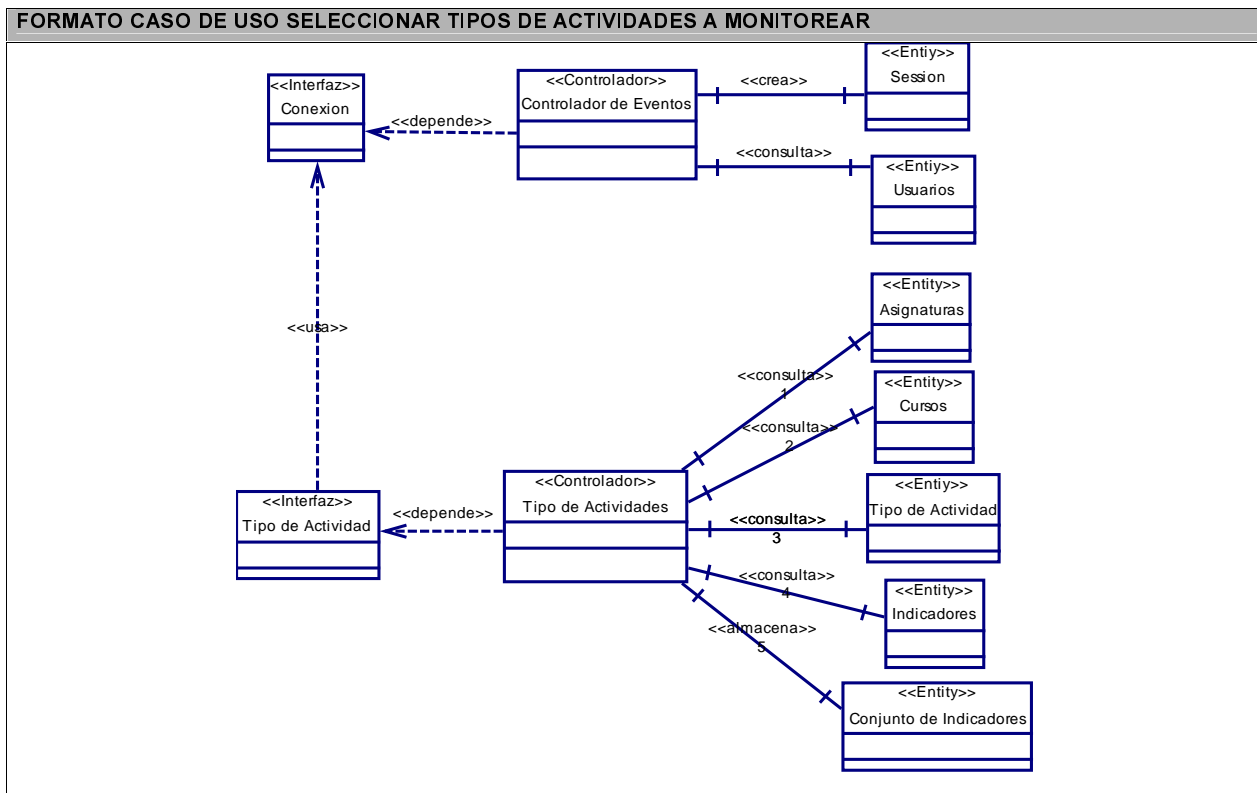 FORMATO CASO DE USO SELECCIONAR TIPOS DE ACTIVIDADES A MONITOREAR
<<Interfaz>>
Conexion
<<depende>>
<<Controlador>>
Controlador de Eventos
<<crea>>
<<Entiy>>
Session
<<consulta>>
<<Entiy>>
Usuarios
<<usa>>
<<Entity>>
Asignaturas
<<consulta>>
1
<<Entity>>
Cursos
<<consulta>>
2
<<Interfaz>>
Tipo de Actividad
<<depende>>
<<Controlador>>
Tipo de Actividades
<<consulta>>
3
<<Entiy>>
Tipo de Actividad
<<consulta>>
4
<<Entity>>
Indicadores
<<almacena>>
5
<<Entity>>
Conjunto de Indicadores